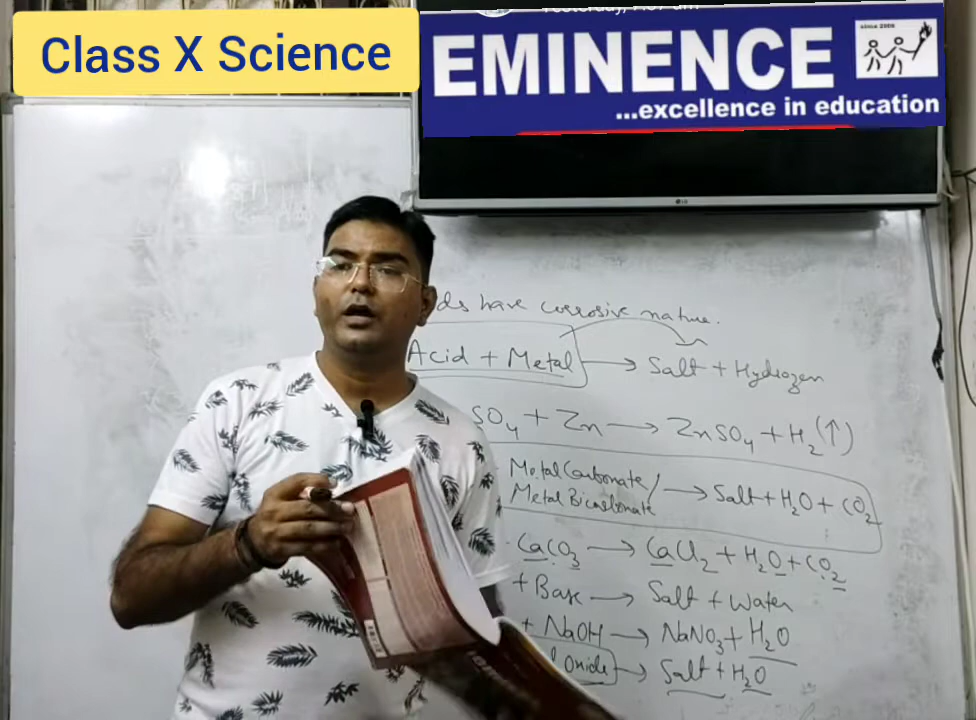 Class X Science
EMINENCE
since 2008
...excellence in education
LG
ds have corrosive nature.
Acid + Metal → Salt + Hydrogen
SO₄ + Zn → ZnSO₄ + H₂(↑)
Metal Carbonate/
Metal Bicarbonate → Salt + H₂O + CO₂
CaCO₃ → CaCl₂ + H₂O + CO₂
+ Base → Salt + Water
+ NaOH → NaNO₃ + H₂O
l Oxide → Salt + H₂O